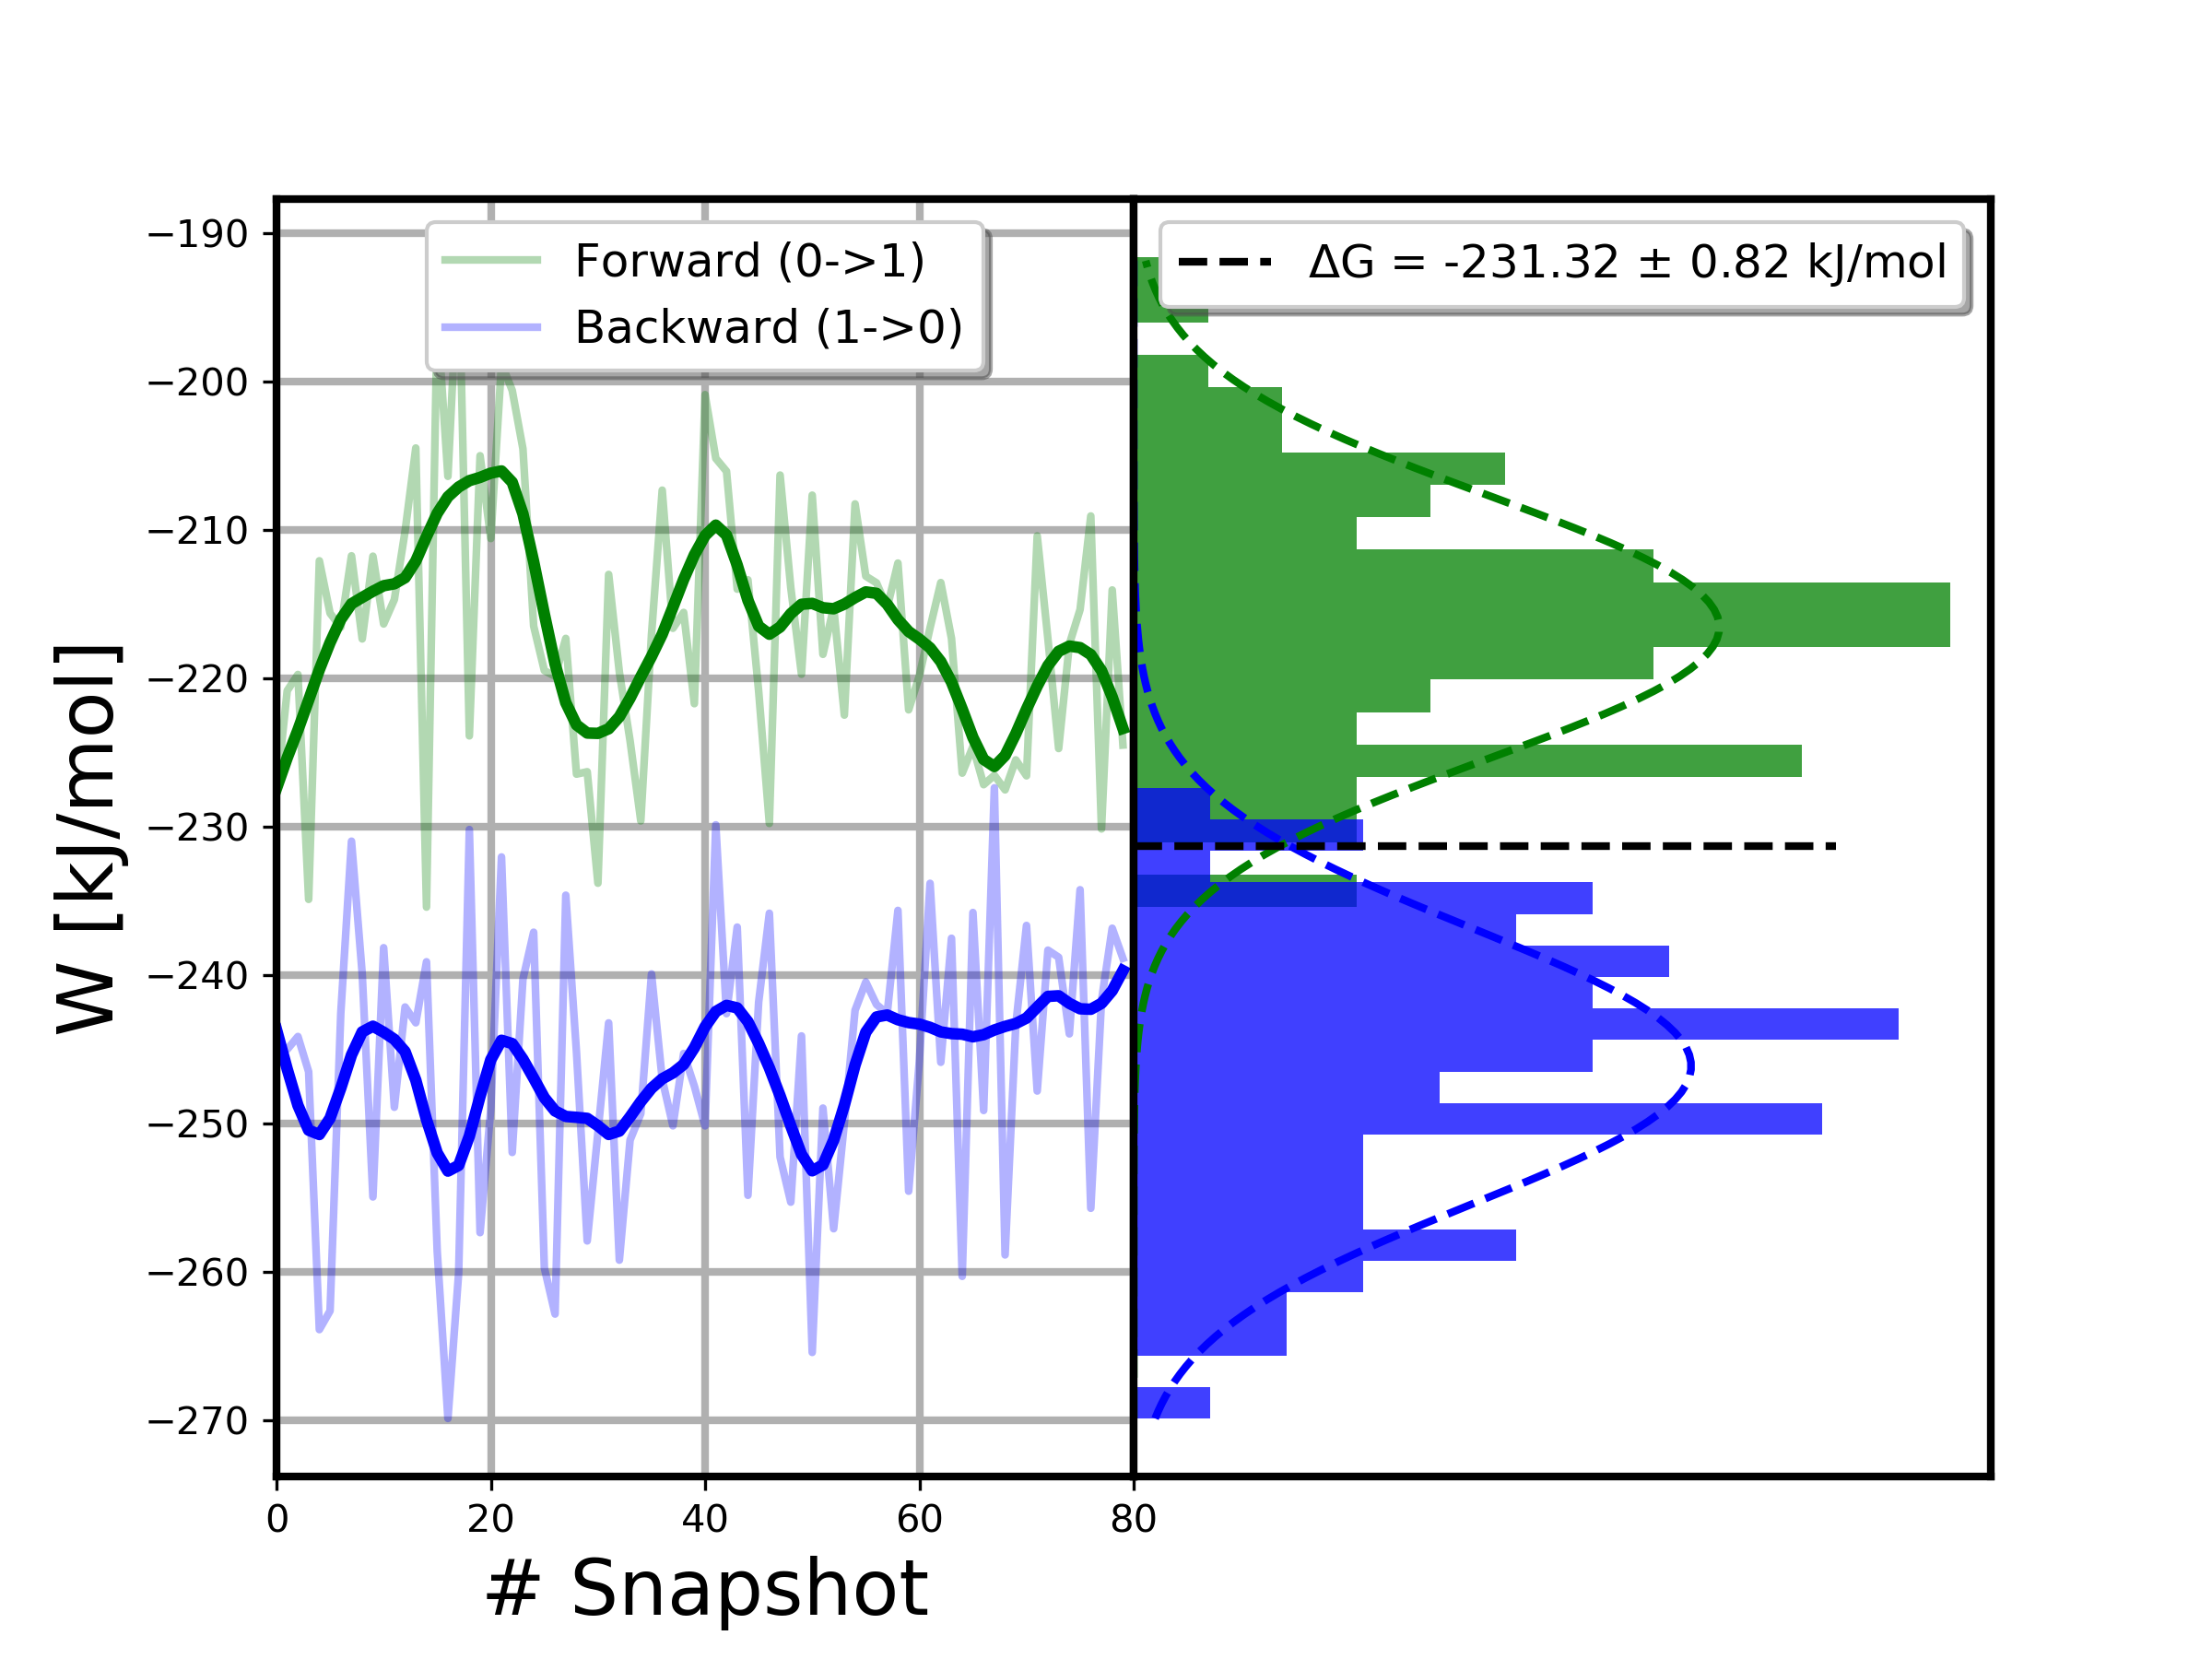 Forward (0->1)
Backward (1->0)
ΔG = -231.32 ± 0.82 kJ/mol
−190
−200
−210
−220
−230
−240
−250
−260
−270
W [kJ/mol]
0 20 40 60 80
# Snapshot